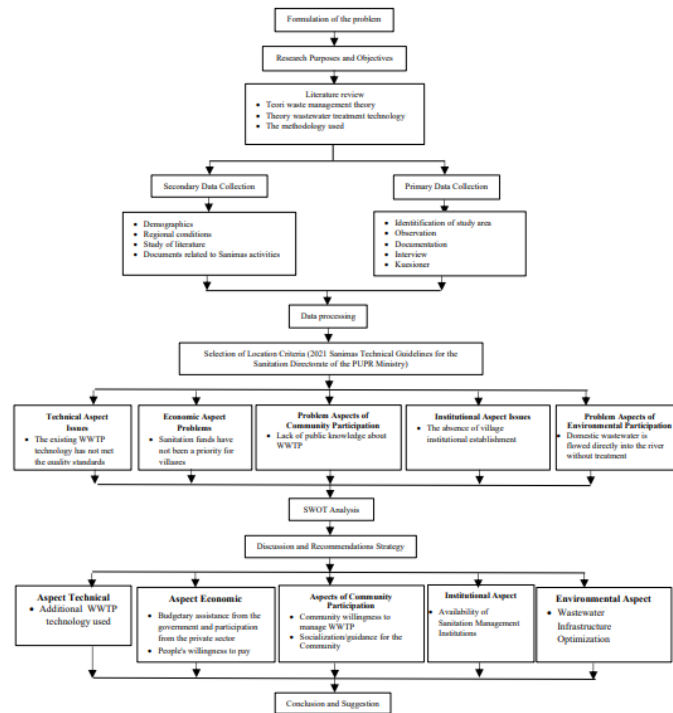 Formulation of the problem
Research Purposes and Objectives
Literature review
• Teori waste management theory
• Theory wastewater treatment technology
• The methodology used
Secondary Data Collection
Primary Data Collection
• Demographics
• Regional conditions
• Study of literature
• Documents related to Sanimas activities
• Identitification of study area
• Observation
• Documentation
• Interview
• Kuesioner
Data processing
Selection of Location Criteria (2021 Sanimas Technical Guidelines for the
Sanitation Directorate of the PUPR Ministry)
Technical Aspect
Issues
• The existing WWTP
technology has not met
the quality standards
Economic Aspect
Problems
• Sanitation funds have
not been a priority for
villages
Problem Aspects of
Community Participation
• Lack of public knowledge about
WWTP
Institutional Aspect Issues
• The absence of village
institutional establishment
Problem Aspects of
Environmental Participation
• Domestic wastewater is
flowed directly into the river
without treatment
SWOT Analysis
Discussion and Recommendations Strategy
Aspect Technical
• Additional WWTP
technology used
Aspect Economic
• Budgetary assistance from the
government and participation
from the private sector
• People's willingness to pay
Aspects of Community
Participation
• Community willingness to
manage WWTP
• Socialization/guidance for the
Community
Institutional Aspect
• Availability of
Sanitation Management
Institutions
Environmental Aspect
• Wastewater
Infrastructure
Optimization
Conclusion and Suggestion